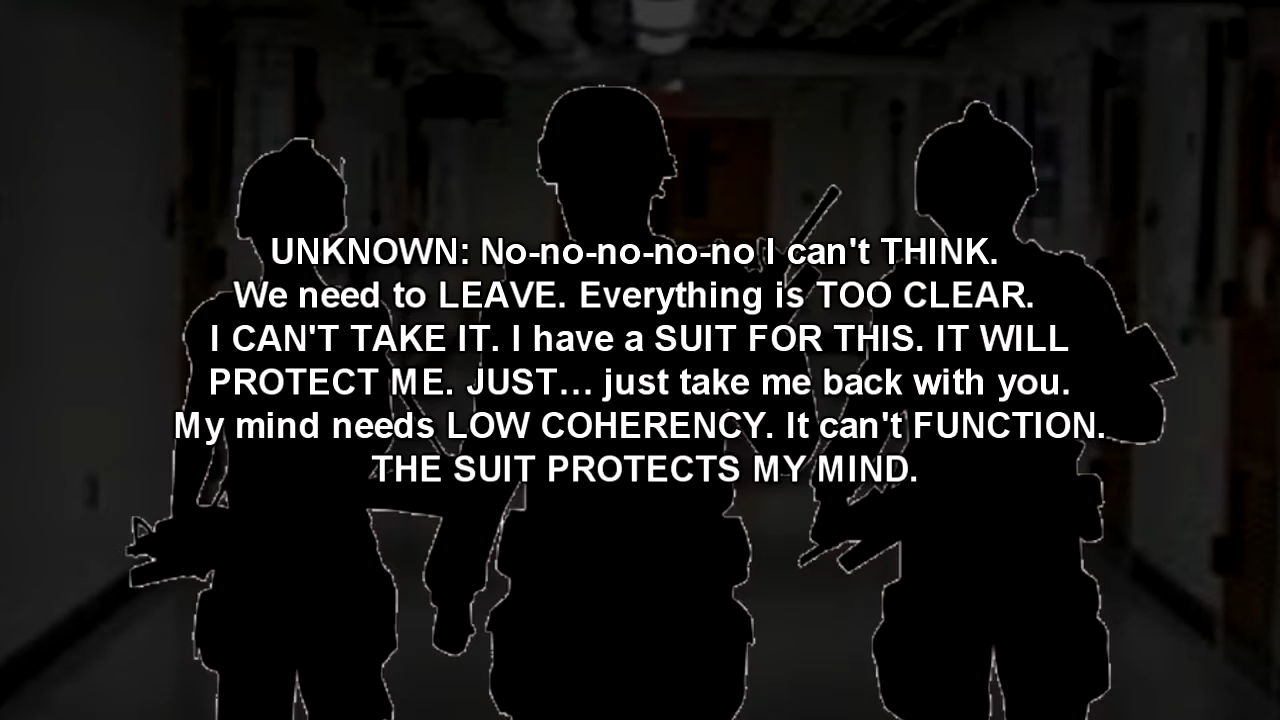 UNKNOWN: No-no-no-no-no I can't THINK.
We need to LEAVE. Everything is TOO CLEAR.
I CAN'T TAKE IT. I have a SUIT FOR THIS. IT WILL
PROTECT ME. JUST... just take me back with you.
My mind needs LOW COHERENCY. It can't FUNCTION.
THE SUIT PROTECTS MY MIND.